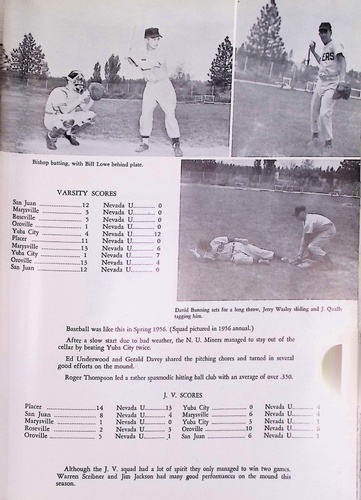 ERS
Bishop batting, with Bill Lowe behind plate.
VARSITY SCORES
San Juan 12 Nevada U. 0
Marysville 3 Nevada U. 0
Roseville 5 Nevada U. 0
Oroville 1 Nevada U. 0
Yuba City 4 Nevada U. 12
Placer 11 Nevada U. 0
Marysville 13 Nevada U. 6
Yuba City 1 Nevada U. 7
Oroville 13 Nevada U. 4
San Juan 12 Nevada U. 0
David Bunning sets for a long throw, Jerry Wasley sliding and J. Qualls
tagging him.
Baseball was like this in Spring 1956. (Squad pictured in 1956 annual.)
After a slow start due to bad weather, the N. U. Miners managed to stay out of the
cellar by beating Yuba City twice.
Ed Underwood and Gerald Davey shared the pitching chores and turned in several
good efforts on the mound.
Roger Thompson led a rather spasmodic hitting ball club with an average of over .350.
J. V. SCORES
Placer 14 Nevada U. 13 Yuba City 0 Nevada U. 4
San Juan 8 Nevada U. 4 Marysville 6 Nevada U. 4
Marysville 1 Nevada U. 0 Yuba City 3 Nevada U. 1
Roseville 2 Nevada U. Oroville 10 Nevada U.
Oroville 5 Nevada U. 1 San Juan 6 Nevada U. 1
Although the J. V. squad had a lot of spirit they only managed to win two games.
Warren Scribner and Jim Jackson had many good performances on the mound this
season.